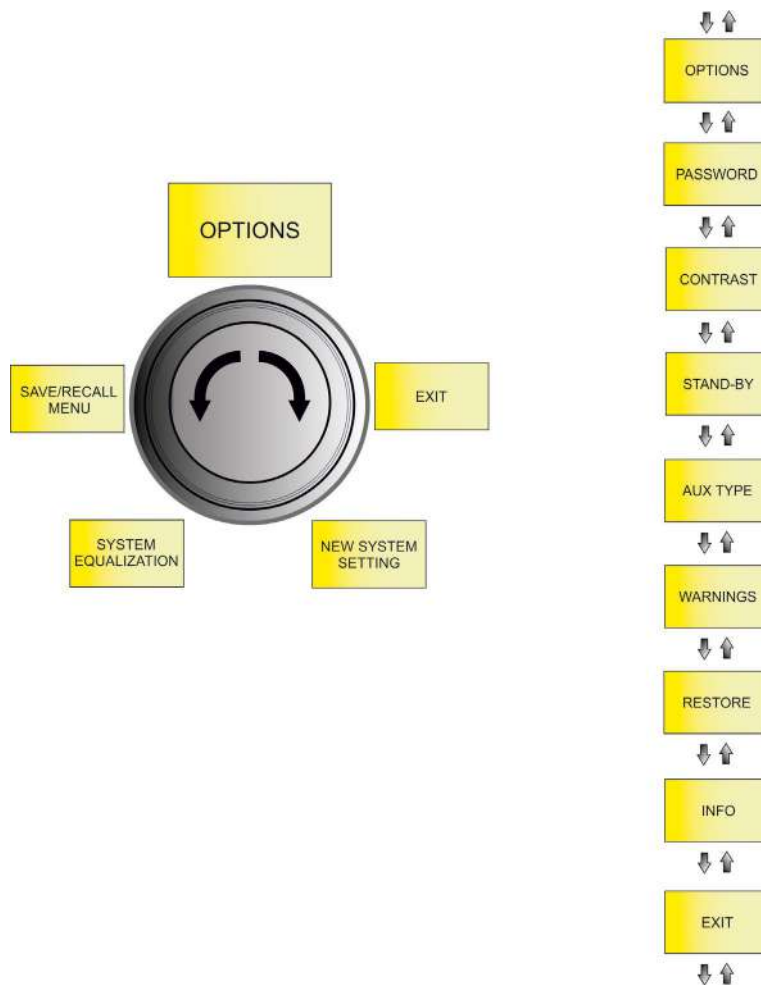 OPTIONS
SAVE/RECALL
MENU
EXIT
SYSTEM
EQUALIZATION
NEW SYSTEM
SETTING
OPTIONS
PASSWORD
CONTRAST
STAND-BY
AUX TYPE
WARNINGS
RESTORE
INFO
EXIT